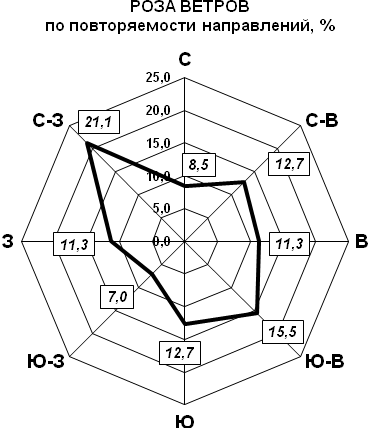 РОЗА ВЕТРОВ
по повторяемости направлений, %
С
25,0
С-З
21,1
20,0
С-В
15,0
8,5
12,7
10,0
5,0
З
11,3
0,0
11,3
В
7,0
15,5
Ю-З
12,7
Ю-В
Ю